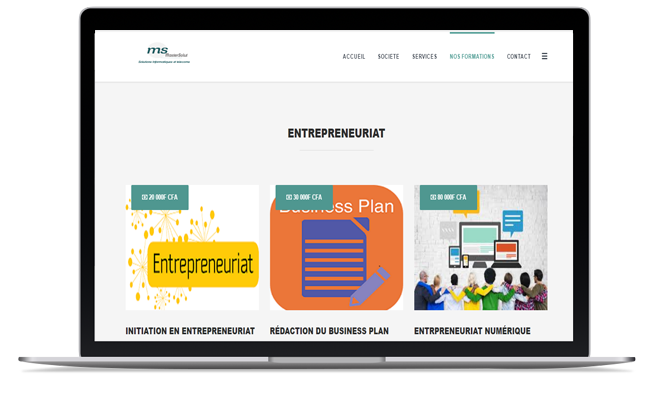 ms
MasterSolut
ACCUEIL SOCIETE SERVICES NOS FORMATIONS CONTACT
ENTREPRENEURIAT
20 000F CFA
30 000F CFA
80 000F CFA
Entrepreneuriat
Business Plan
INITIATION EN ENTREPRENEURIAT
RÉDACTION DU BUSINESS PLAN
ENTRPRENEURIAT NUMÉRIQUE